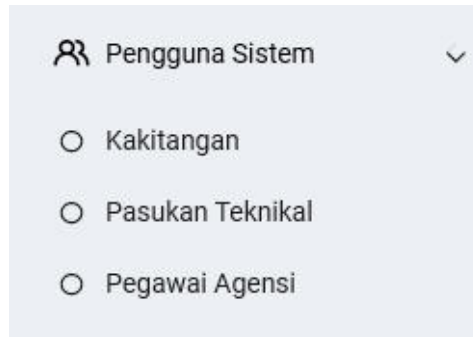 Pengguna Sistem
Kakitangan
Pasukan Teknikal
Pegawai Agensi